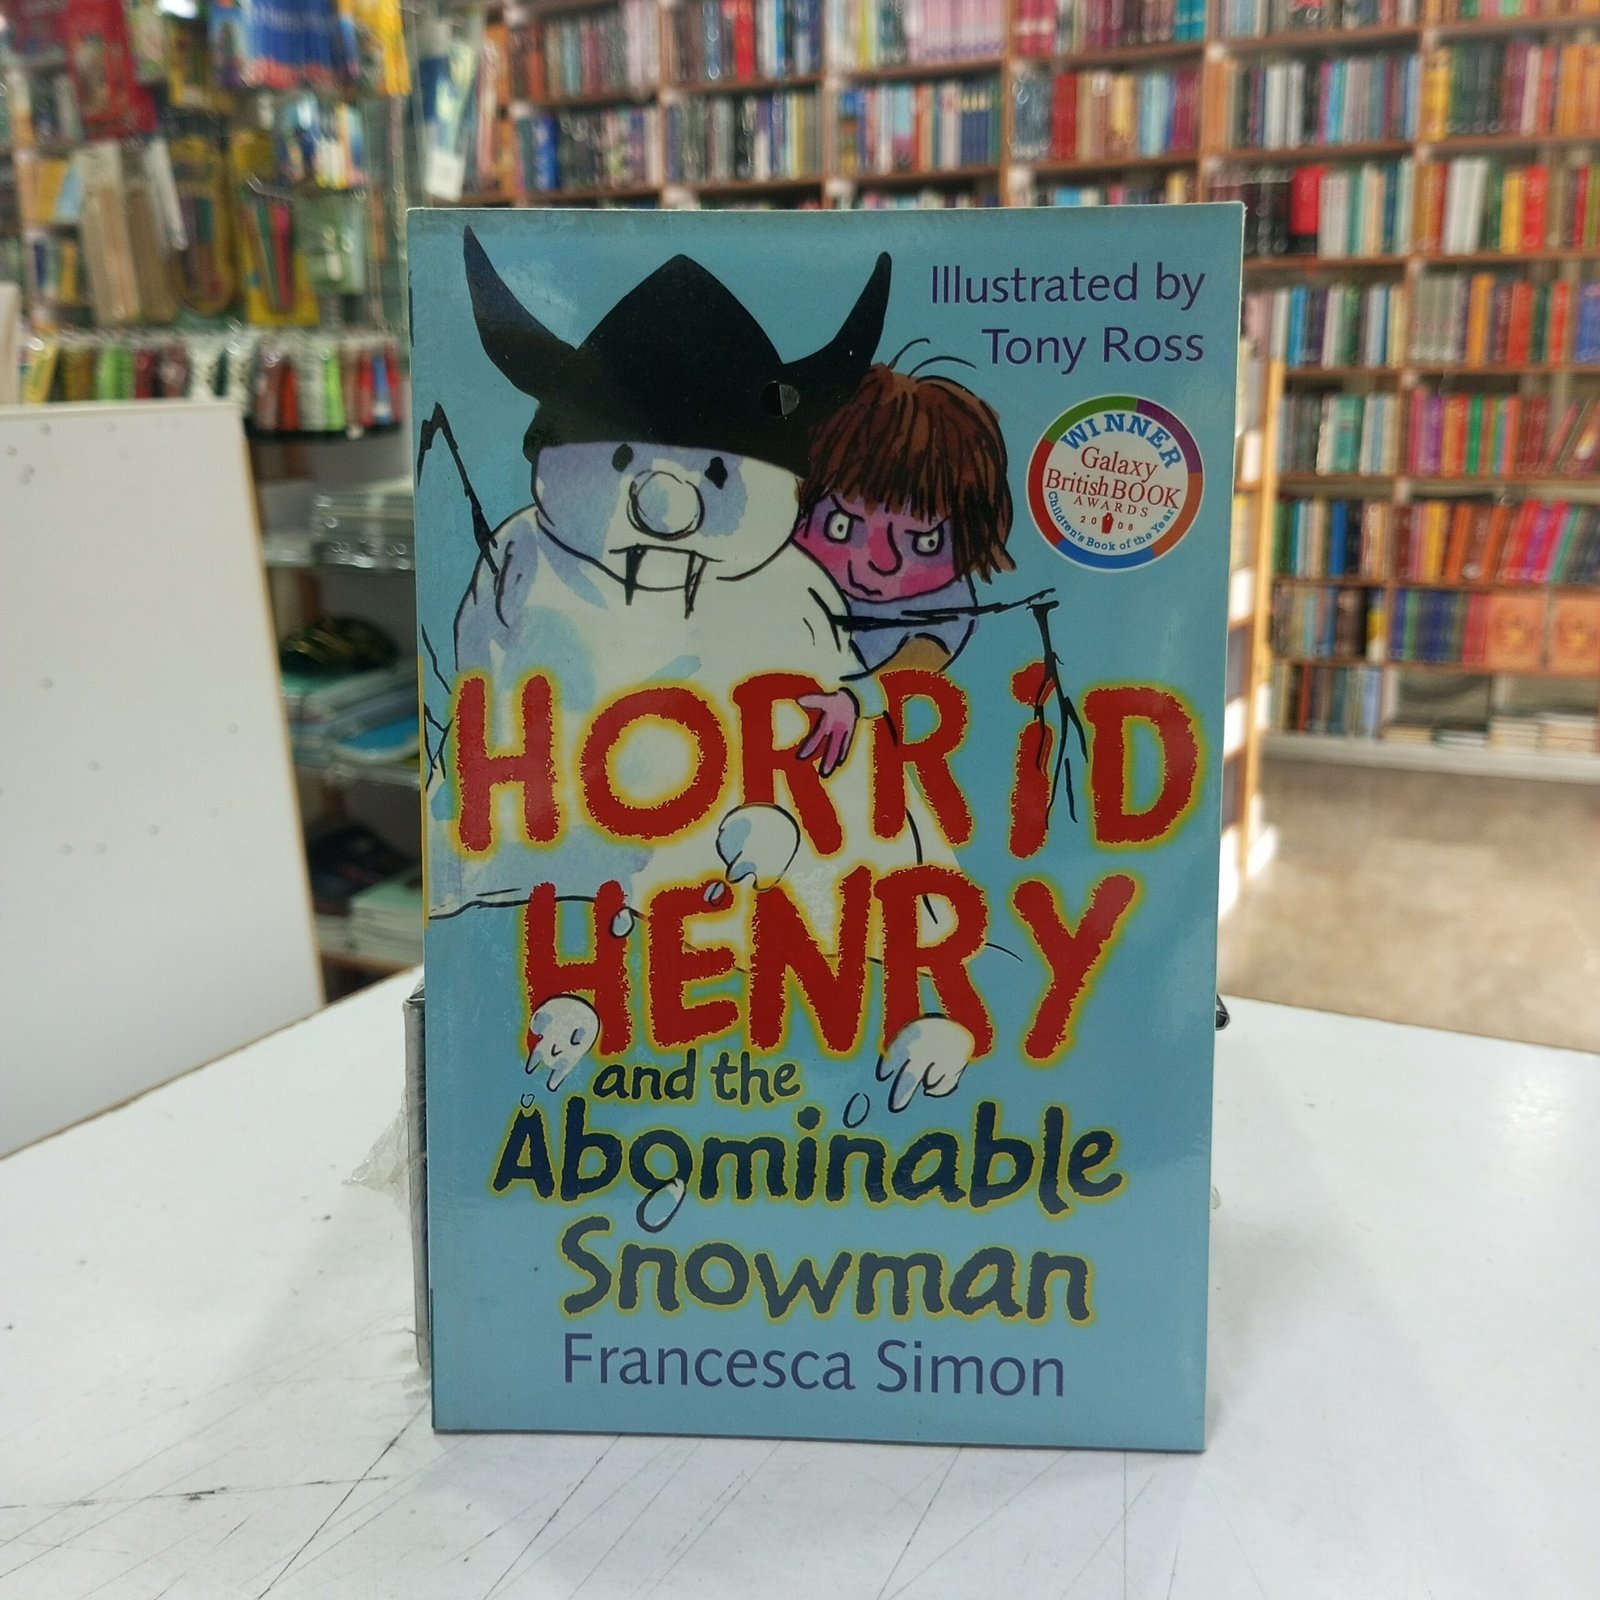 Illustrated by
Tony Ross
WINNER
Galaxy
British BOOK
AWARDS
2008
Children's Book of the Year
HORRiD
HENRY
and the
Abominable
Snowman
Francesca Simon